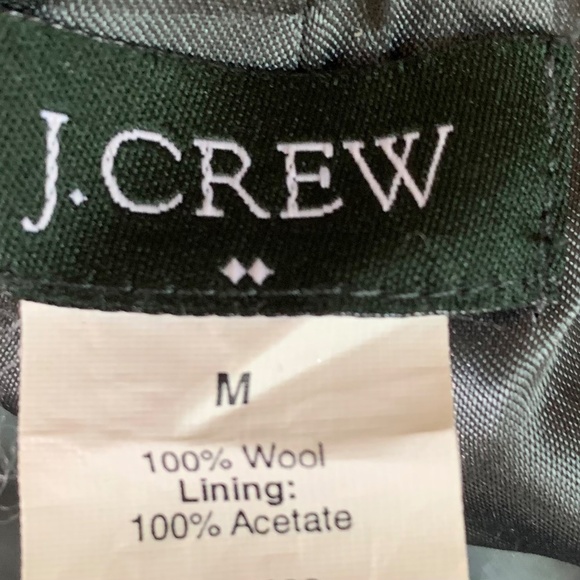 J.CREW
M
100% Wool
Lining:
100% Acetate